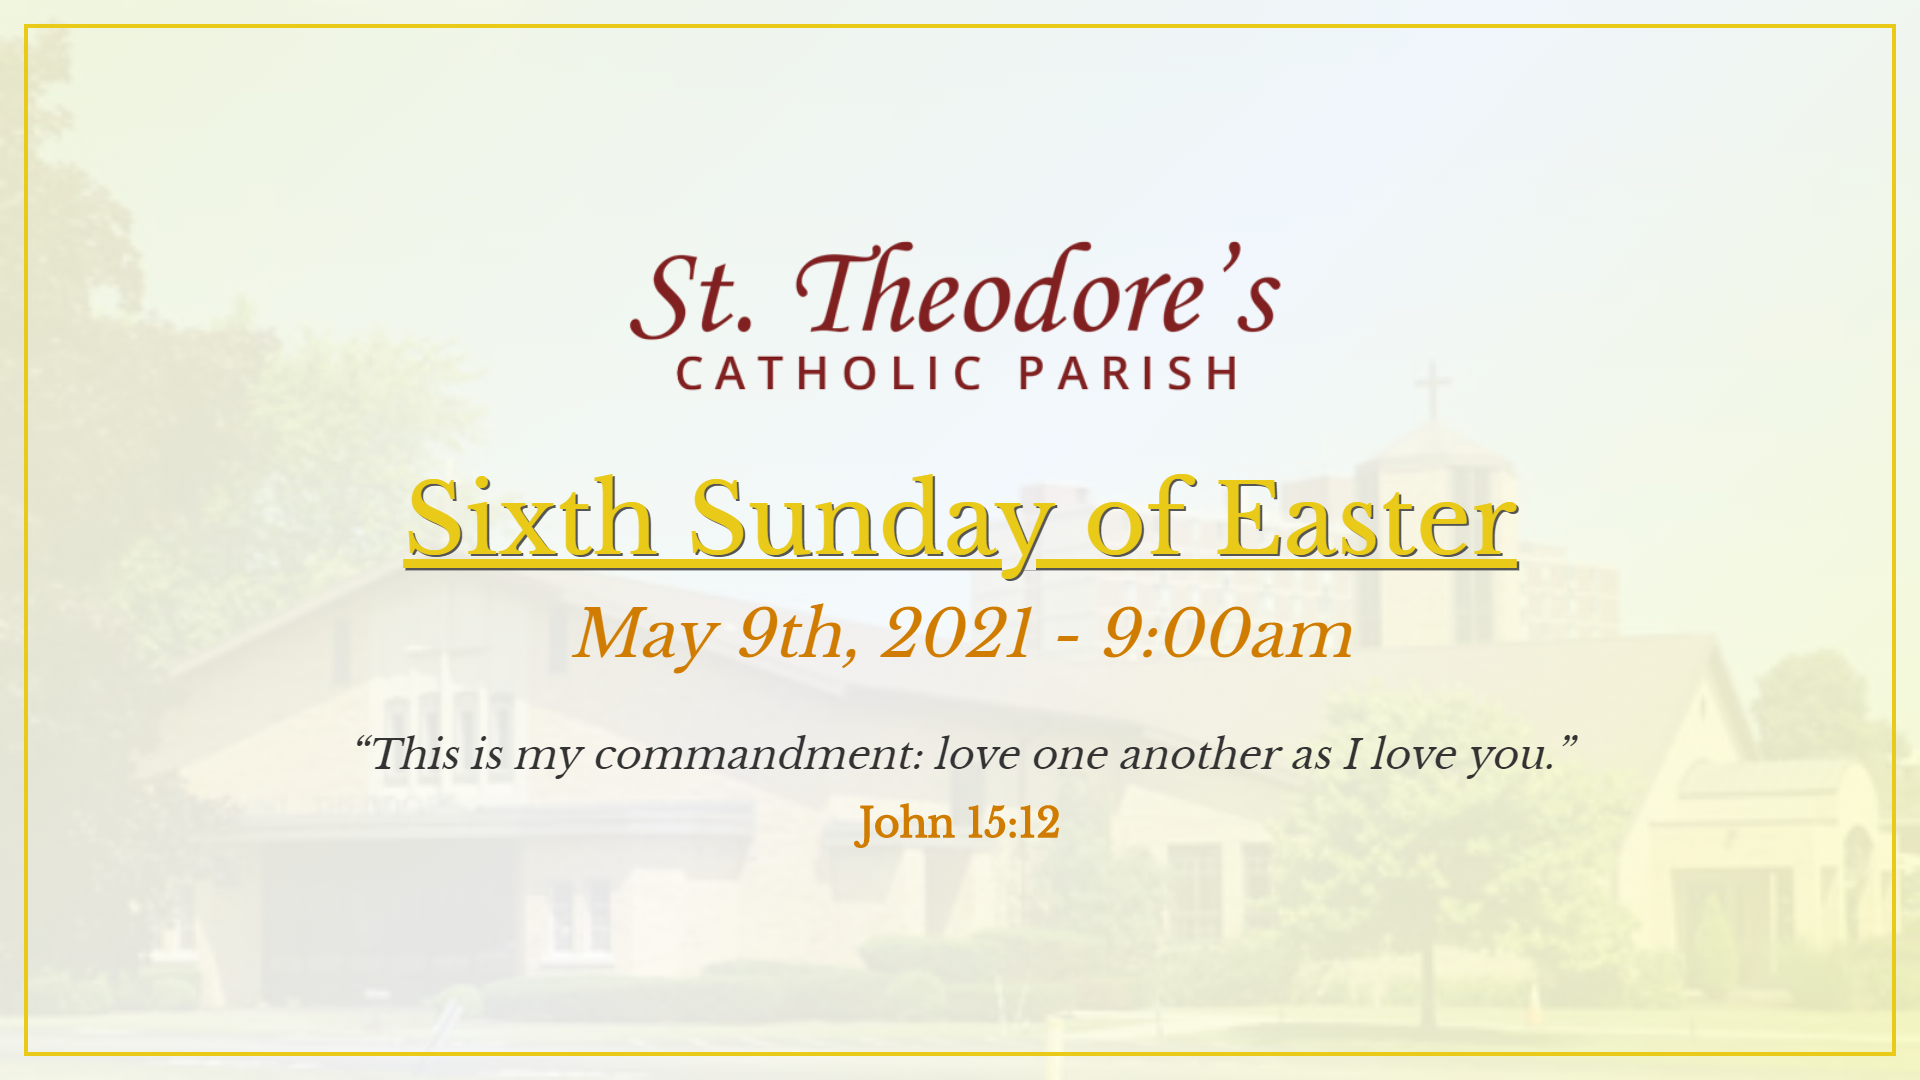 St. Theodore’s
CATHOLIC PARISH
Sixth Sunday of Easter
May 9th, 2021 - 9:00am
“This is my commandment: love one another as I love you.”
John 15:12